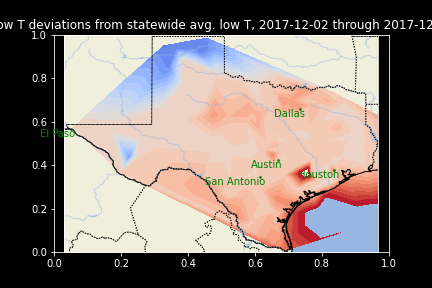 ow T deviations from statewide avg. low T, 2017-12-02 through 2017-12
1.0
0.8
0.6
0.4
0.2
0.0
Dallas
El Paso
Austin
Houston
San Antonio
0.0 0.2 0.4 0.6 0.8 1.0